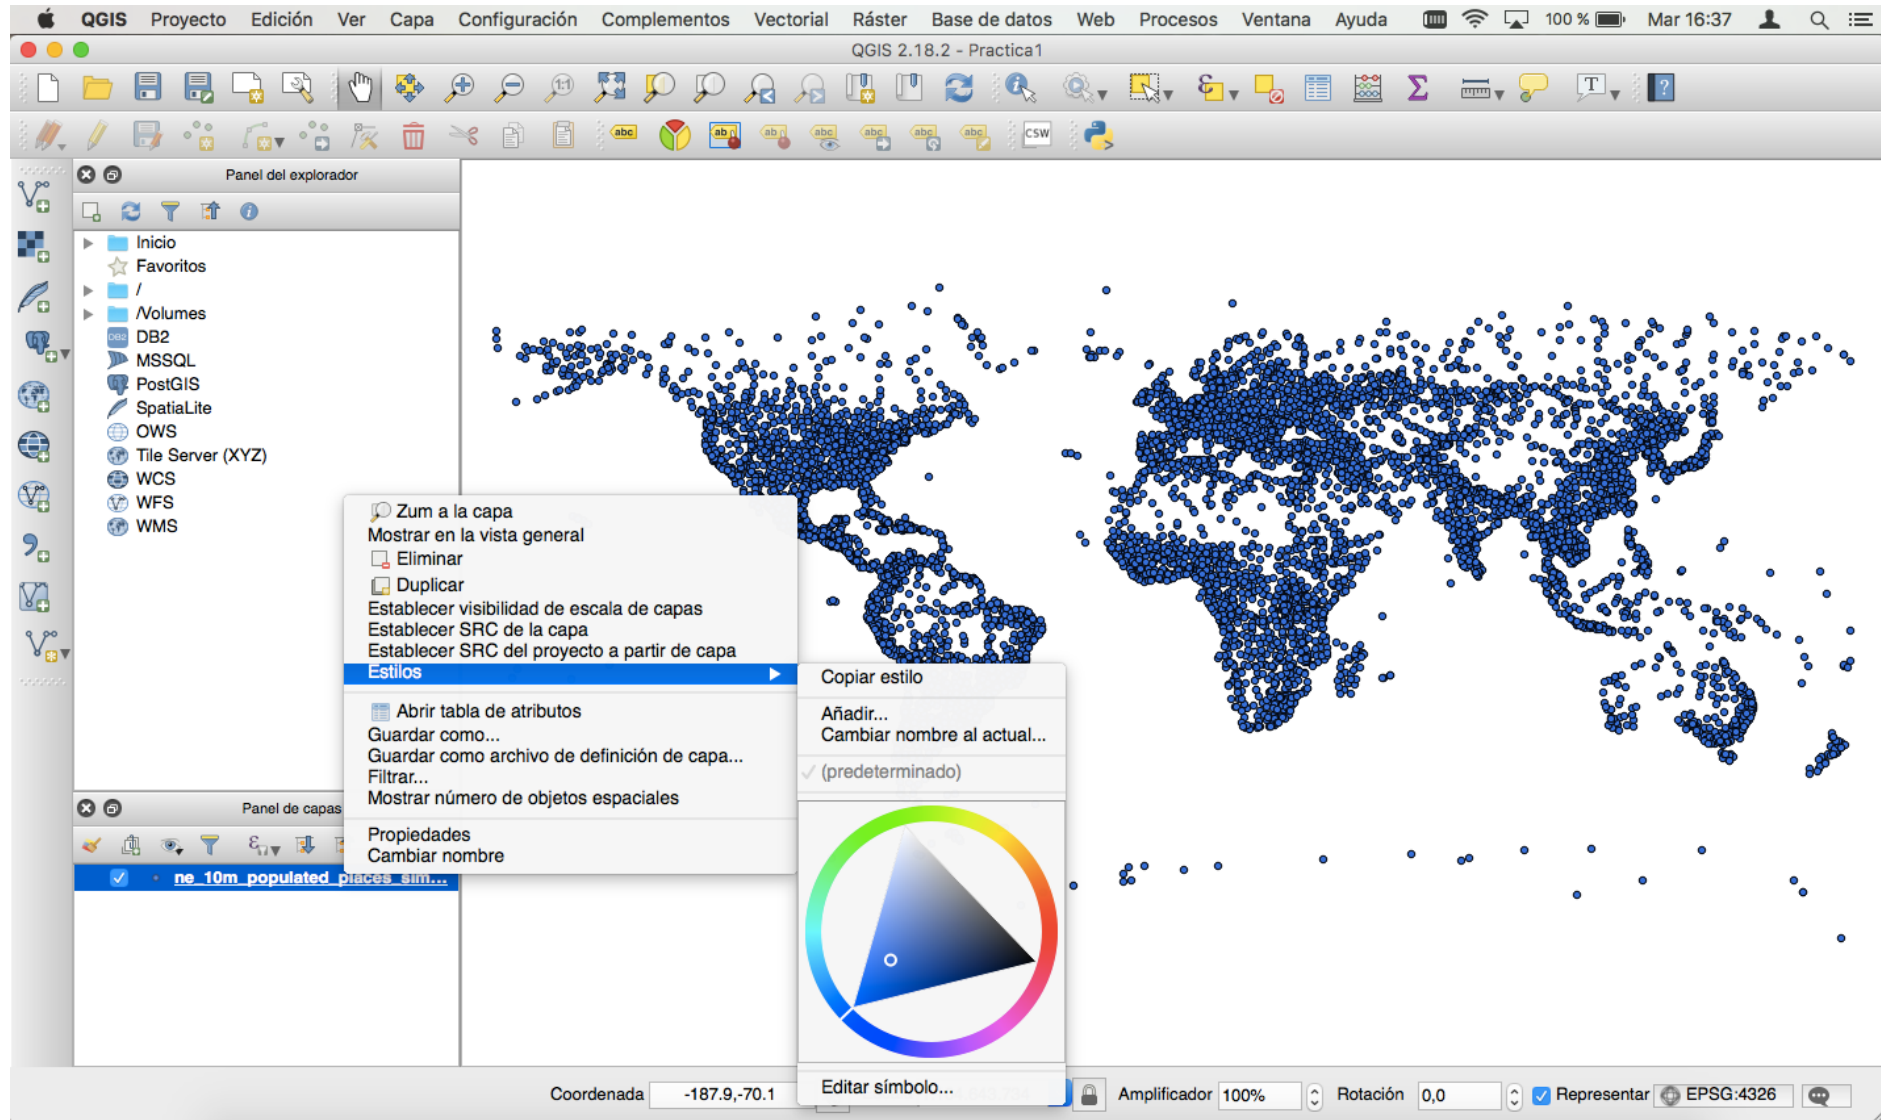 QGIS Proyecto Edición Ver Capa Configuración Complementos Vectorial Ráster Base de datos Web Procesos Ventana Ayuda 100 % Mar 16:37
QGIS 2.18.2 - Practica1
1:1
T
?
abc
CSW
Panel del explorador
Inicio
Favoritos
/
/Volumes
DB2
MSSQL
PostGIS
SpatiaLite
OWS
Tile Server (XYZ)
WCS
WFS
WMS
Zum a la capa
Mostrar en la vista general
Eliminar
Duplicar
Establecer visibilidad de escala de capas
Establecer SRC de la capa
Establecer SRC del proyecto a partir de capa
Estilos
Abrir tabla de atributos
Guardar como...
Guardar como archivo de definición de capa...
Filtrar...
Mostrar número de objetos espaciales
Propiedades
Cambiar nombre
Copiar estilo
Añadir...
Cambiar nombre al actual...
(predeterminado)
Editar símbolo...
Panel de capas
ne_10m_populated_places_sim...
Coordenada -187.9,-70.1 Amplificador 100% Rotación 0,0 Representar EPSG:4326